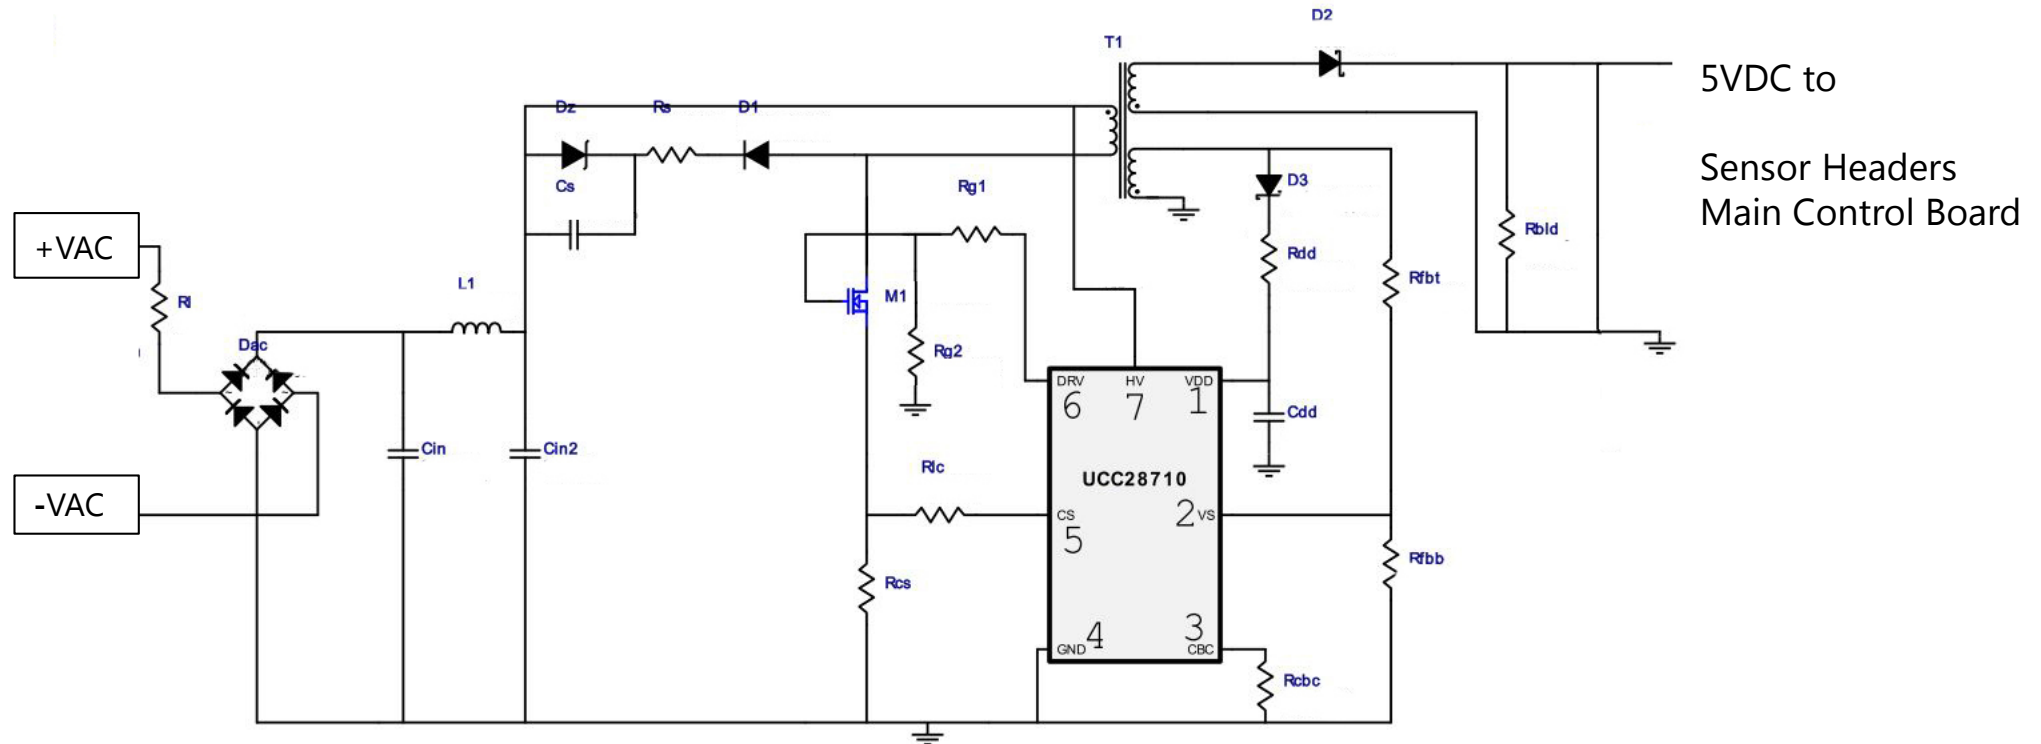 D2
T1
5VDC to
Dz
Rs
D1
Sensor Headers
Main Control Board
D3
Cs
Rg1
Rbld
+VAC
Rdd
Rfbt
L1
M1
RI
Dac
Rg2
DRV
HV
VDD
6
7
1
Cdd
Cin
Cin2
Rlc
UCC28710
-VAC
CS
2
VS
5
Rfbb
Rcs
4
3
GND
CBC
Rcbc